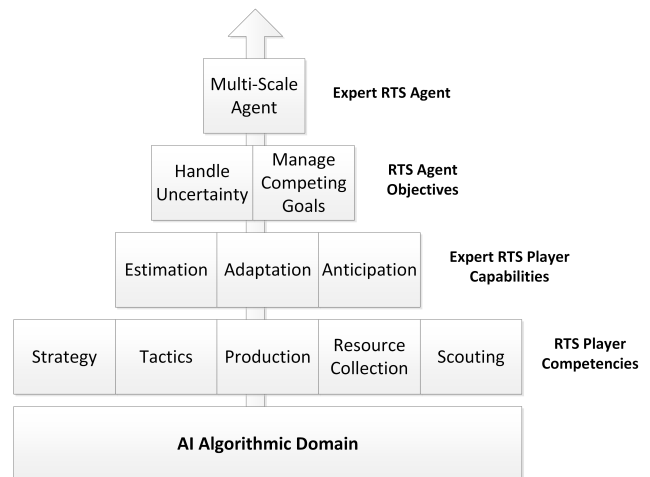 Multi-Scale
Agent
Expert RTS Agent
Handle
Uncertainty
Manage
Competing
Goals
RTS Agent
Objectives
Estimation
Adaptation
Anticipation
Expert RTS Player
Capabilities
Strategy
Tactics
Production
Resource
Collection
Scouting
RTS Player
Competencies
AI Algorithmic Domain